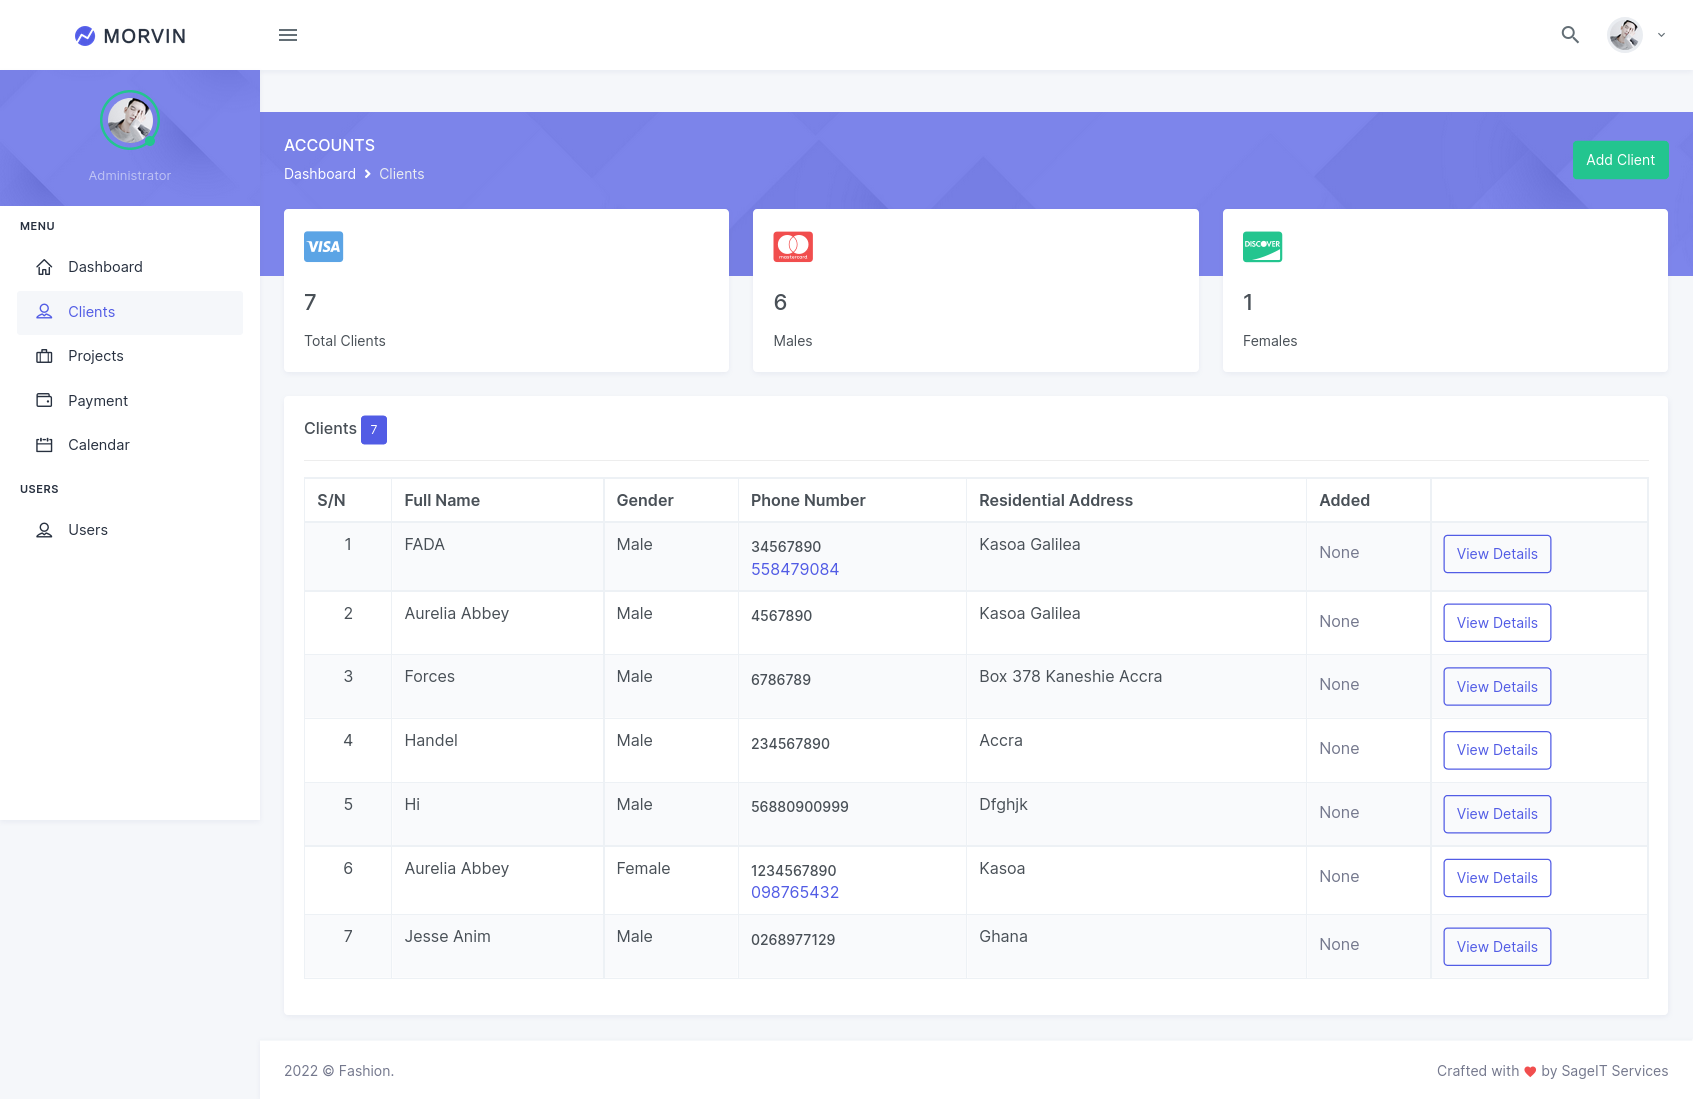 MORVIN
Administrator
MENU
Dashboard
Clients
Projects
Payment
Calendar
USERS
Users
ACCOUNTS
Dashboard > Clients
Add Client
VISA
7
Total Clients
mastercard
6
Males
DISCOVER
1
Females
Clients 7
S/N Full Name Gender Phone Number Residential Address Added
1 FADA Male 34567890 Kasoa Galilea None View Details
558479084
2 Aurelia Abbey Male 4567890 Kasoa Galilea None View Details
3 Forces Male 6786789 Box 378 Kaneshie Accra None View Details
4 Handel Male 234567890 Accra None View Details
5 Hi Male 56880900999 Dfghjk None View Details
6 Aurelia Abbey Female 1234567890 Kasoa None View Details
098765432
7 Jesse Anim Male 0268977129 Ghana None View Details
2022 © Fashion.
Crafted with ❤ by SageIT Services